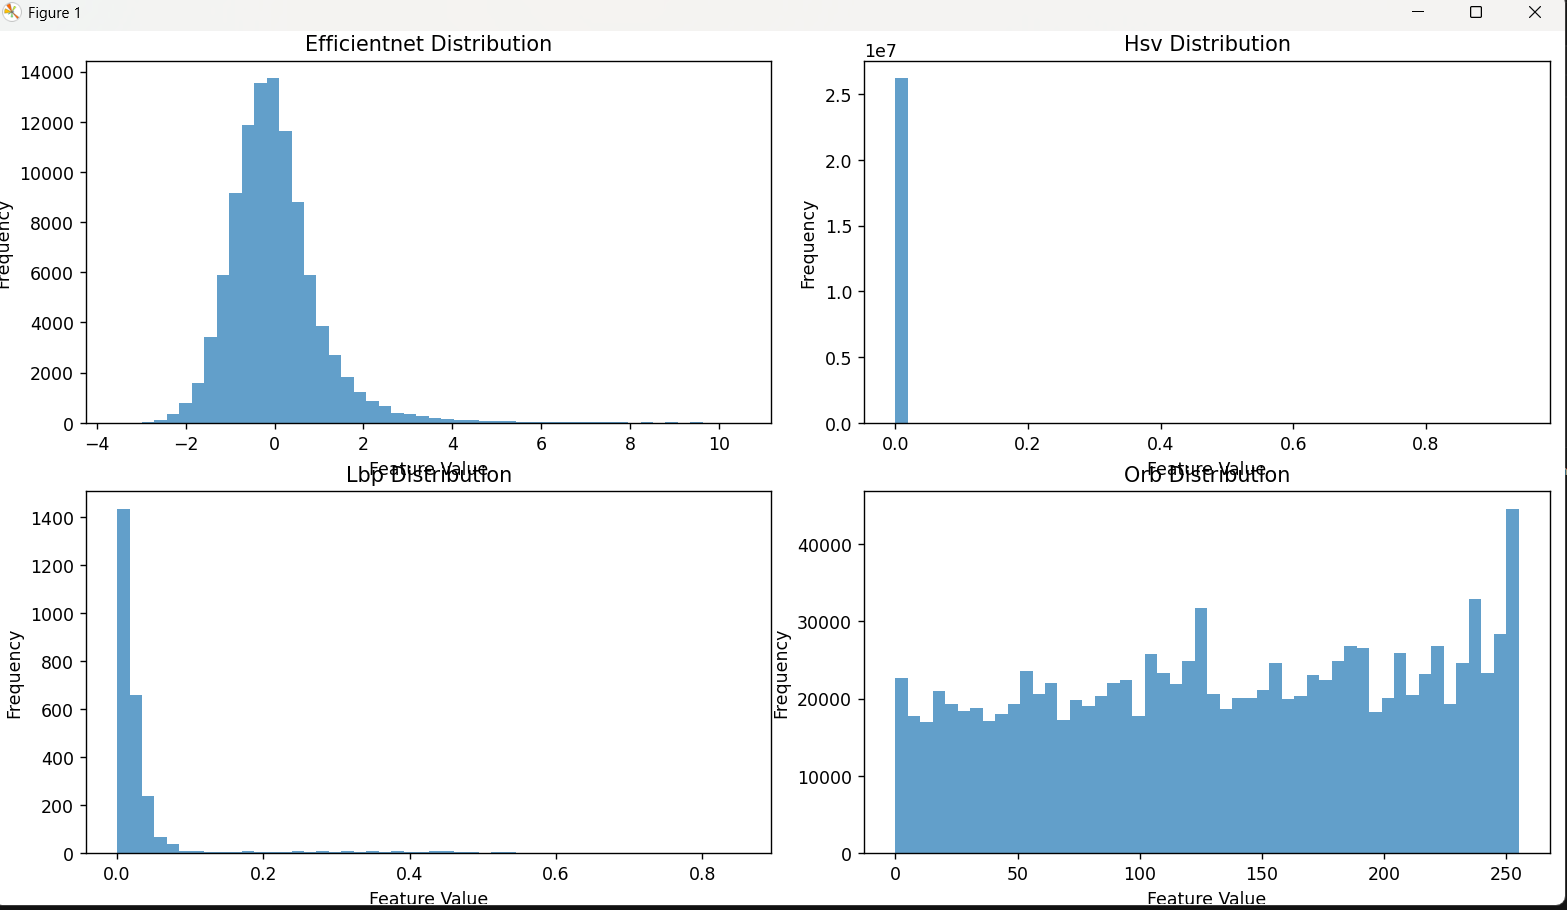 Figure 1
Efficientnet Distribution
14000
12000
10000
8000
6000
4000
2000
0
Frequency
−4 −2 0 2 4 6 8 10
Feature Value
Hsv Distribution
1e7
2.5
2.0
1.5
1.0
0.5
0.0
Frequency
0.0 0.2 0.4 0.6 0.8
Feature Value
Lbp Distribution
1400
1200
1000
800
600
400
200
0
Frequency
0.0 0.2 0.4 0.6 0.8
Feature Value
Orb Distribution
40000
30000
20000
10000
0
Frequency
0 50 100 150 200 250
Feature Value